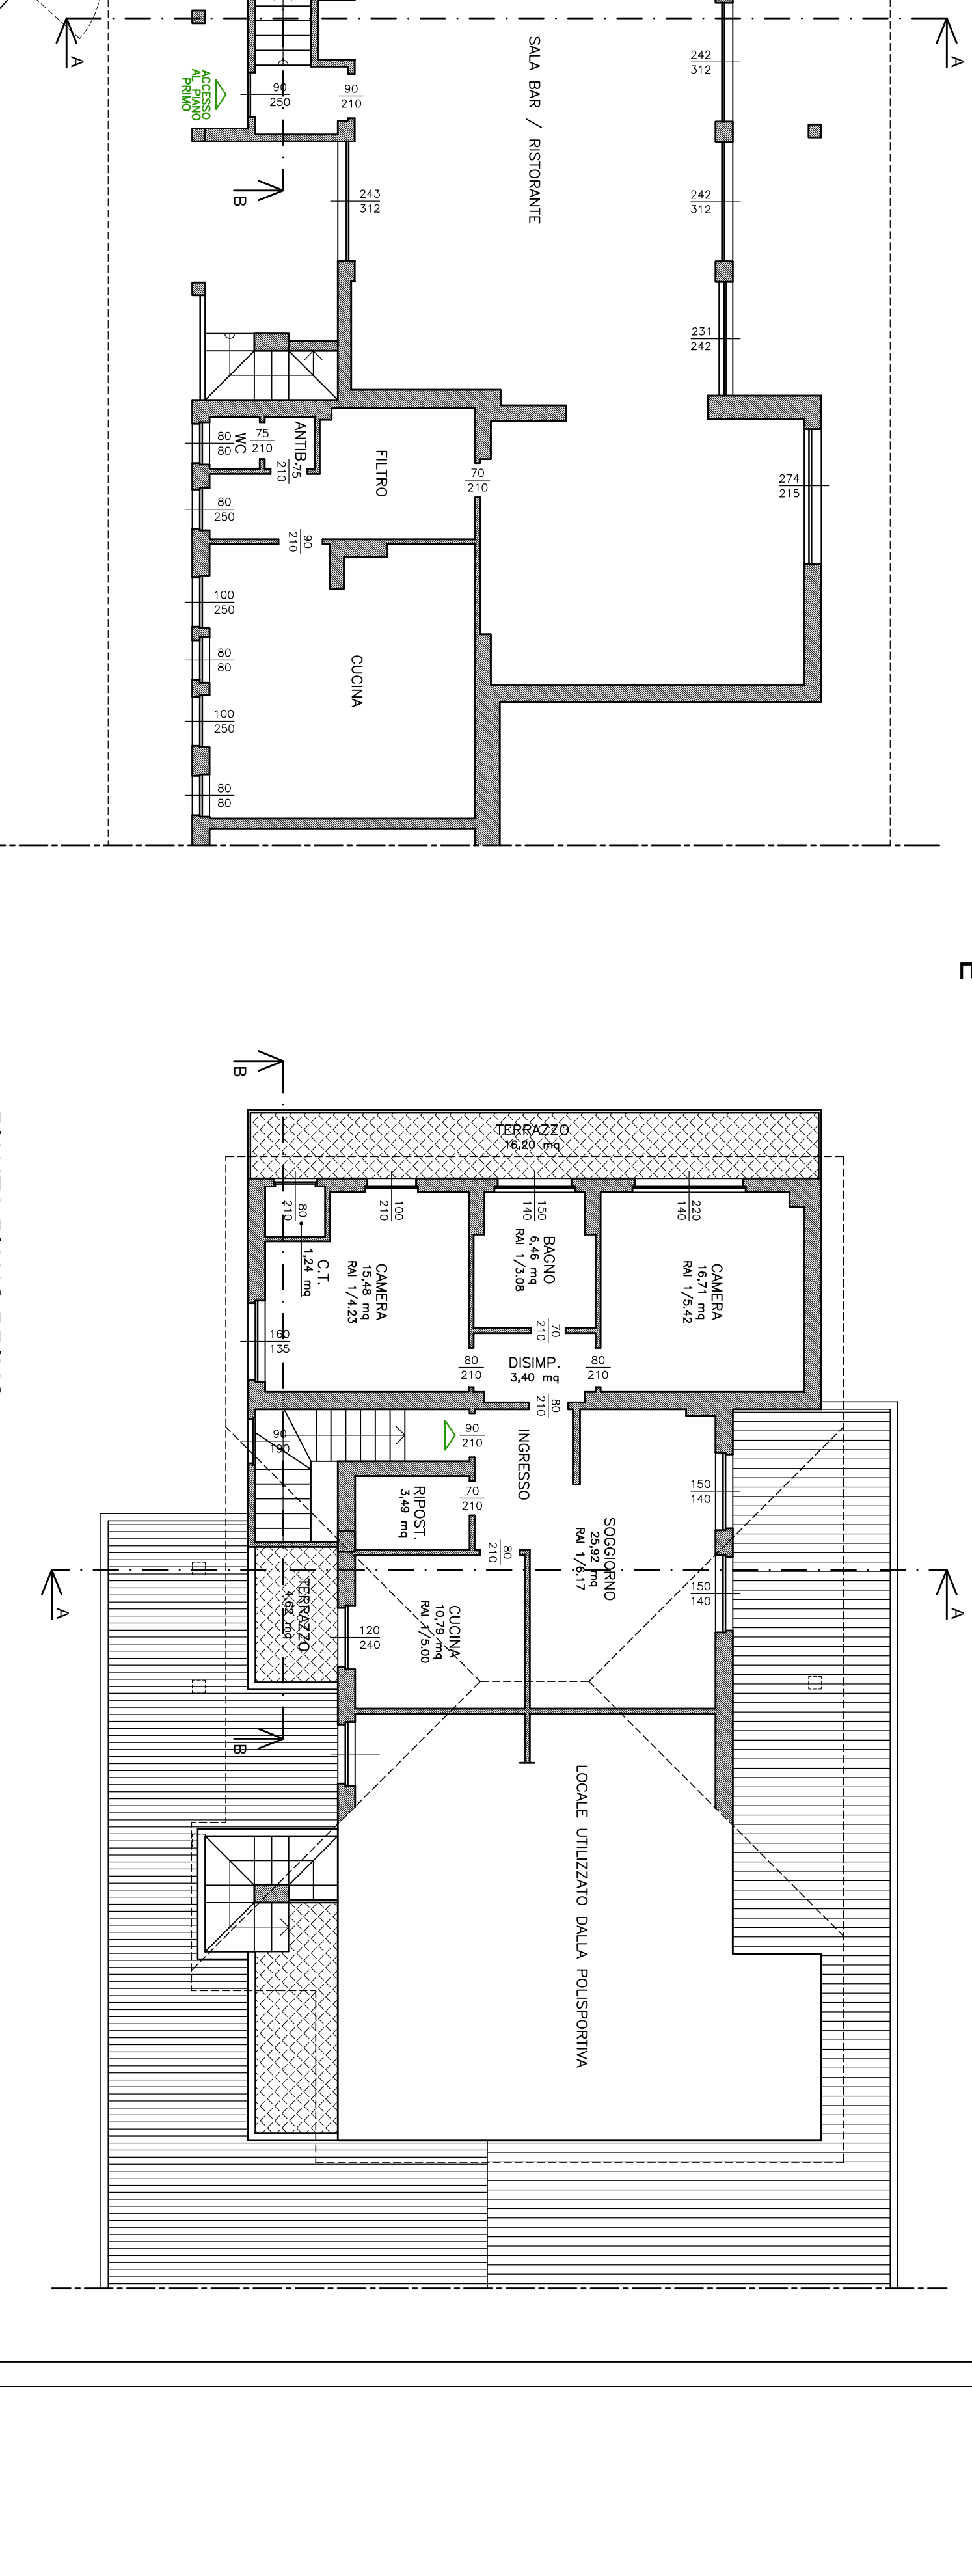 A
A
SALA BAR / RISTORANTE
242
312
90
250
90
210
ACCESSO
AL PIANO
PRIMO
B
243
312
242
312
231
242
80
80
WC
75
210
ANTIB.
75
210
FILTRO
70
210
274
215
80
250
90
210
100
250
80
80
CUCINA
100
250
80
80
B
TERRAZZO
16,20 mq
80
210
100
210
150
140
220
140
C.T.
1,24 mq
CAMERA
15,48 mq
RAI 1/4.23
BAGNO
6,46 mq
RAI 1/3.08
CAMERA
16,71 mq
RAI 1/5.42
70
210
160
135
80
210
DISIMP.
3,40 mq
80
210
80
210
90
190
90
210
INGRESSO
RIPOST.
3,49 mq
70
210
150
140
80
210
SOGGIORNO
25,92 mq
RAI 1/6.17
A
A
TERRAZZO
4,62 mq
120
240
CUCINA
10,79 mq
RAI 1/5.00
150
140
B
LOCALE UTILIZZATO DALLA POLISPORTIVA